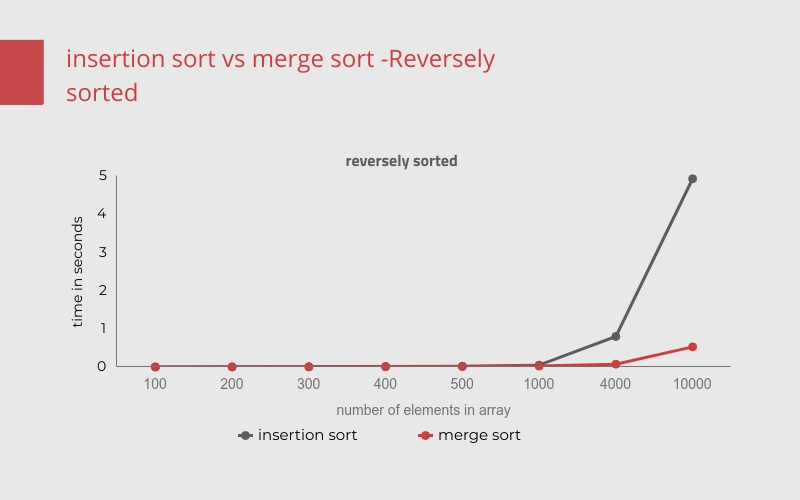 insertion sort vs merge sort -Reversely
sorted
reversely sorted
5
4
3
2
1
0
time in seconds
100 200 300 400 500 1000 4000 10000
number of elements in array
insertion sort merge sort